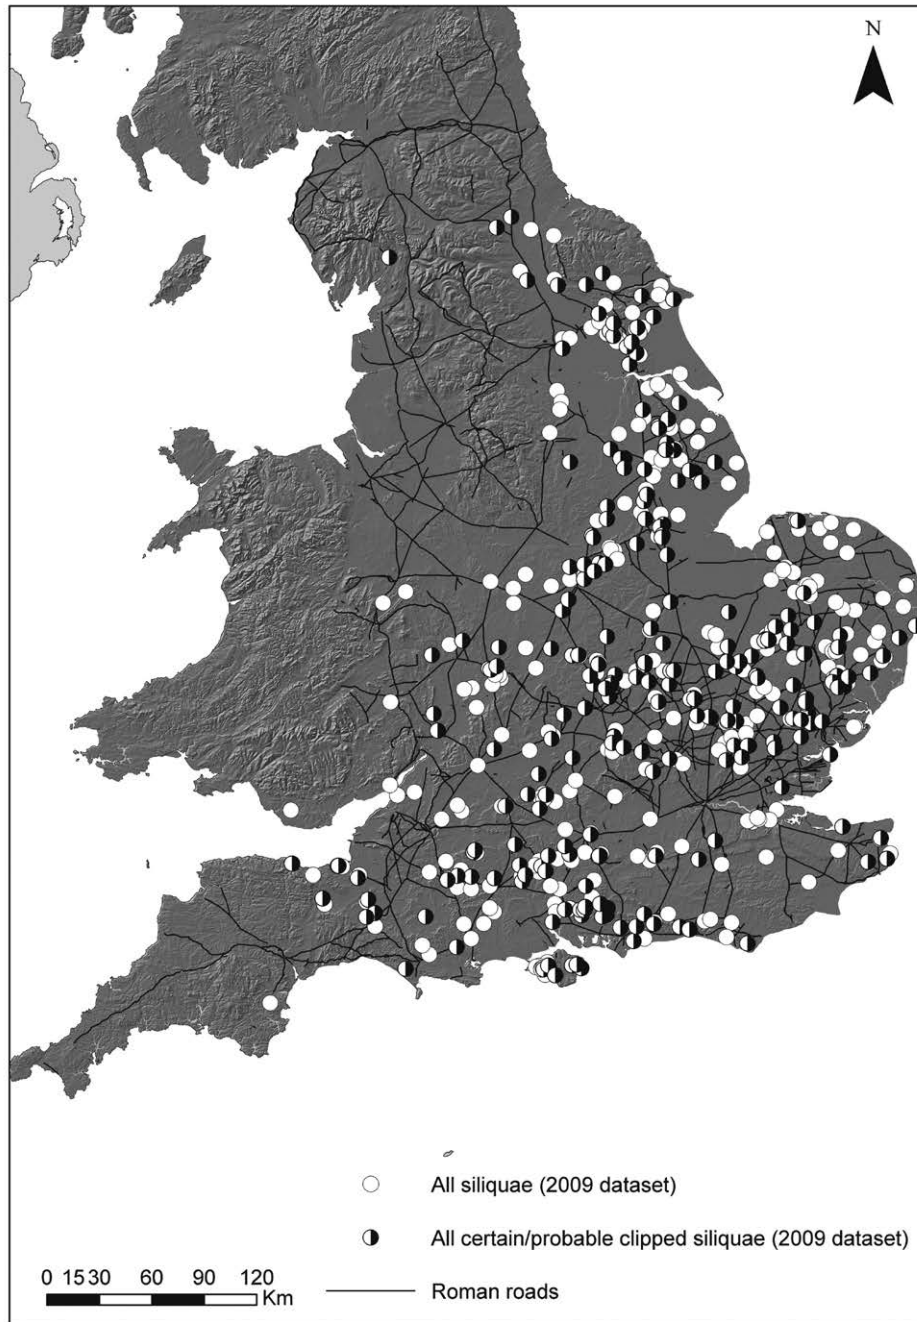 N
All siliquae (2009 dataset)
All certain/probable clipped siliquae (2009 dataset)
0 15 30 60 90 120
Km
Roman roads